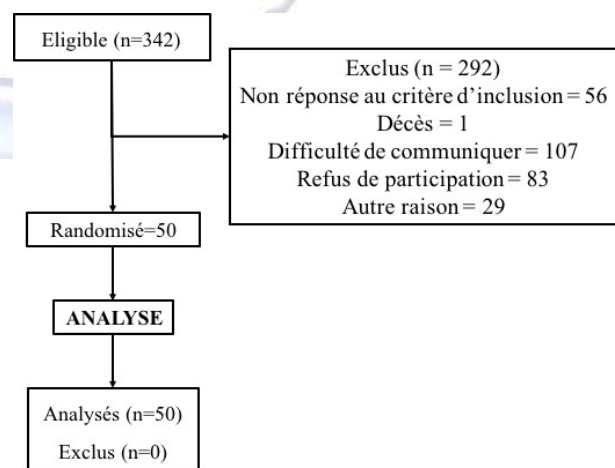 Eligible (n=342)
Exclus (n = 292)
Non réponse au critère d'inclusion = 56
Décès = 1
Difficulté de communiquer = 107
Refus de participation = 83
Autre raison = 29
Randomisé=50
ANALYSE
Analysés (n=50)
Exclus (n=0)